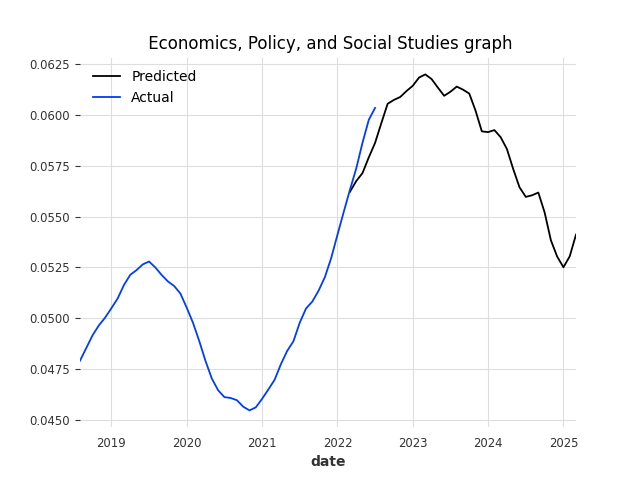 Economics, Policy, and Social Studies graph
Predicted
Actual
0.0625
0.0600
0.0575
0.0550
0.0525
0.0500
0.0475
0.0450
2019 2020 2021 2022 2023 2024 2025
date